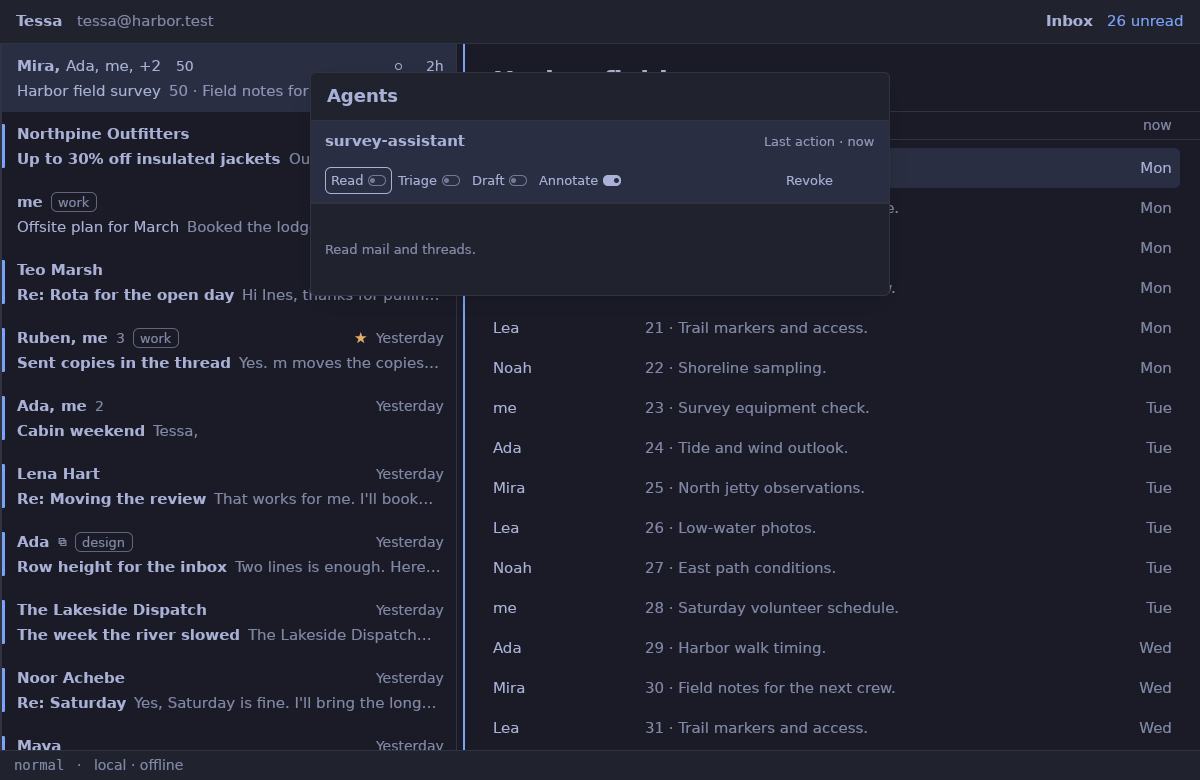 Tessa tessa@harbor.test Inbox 26 unread
Mira, Ada, me, +2 50 2h
Harbor field survey 50 · Field notes for
Northpine Outfitters
Up to 30% off insulated jackets Ou
me work
Offsite plan for March Booked the lodg
Teo Marsh
Re: Rota for the open day Hi Ines, thanks for pullin…
Ruben, me 3 work ★ Yesterday
Sent copies in the thread Yes. m moves the copies…
Ada, me 2 Yesterday
Cabin weekend Tessa,
Lena Hart Yesterday
Re: Moving the review That works for me. I'll book…
Ada design Yesterday
Row height for the inbox Two lines is enough. Here…
The Lakeside Dispatch Yesterday
The week the river slowed The Lakeside Dispatch…
Noor Achebe Yesterday
Re: Saturday Yes, Saturday is fine. I'll bring the long…
Maya Yesterday
Agents
survey-assistant Last action · now
Read Triage Draft Annotate Revoke
Read mail and threads.
now
Mon
e. Mon
Mon
Mon
Lea 21 · Trail markers and access. Mon
Noah 22 · Shoreline sampling. Mon
me 23 · Survey equipment check. Tue
Ada 24 · Tide and wind outlook. Tue
Mira 25 · North jetty observations. Tue
Lea 26 · Low-water photos. Tue
Noah 27 · East path conditions. Tue
me 28 · Saturday volunteer schedule. Tue
Ada 29 · Harbor walk timing. Wed
Mira 30 · Field notes for the next crew. Wed
Lea 31 · Trail markers and access. Wed
normal · local · offline